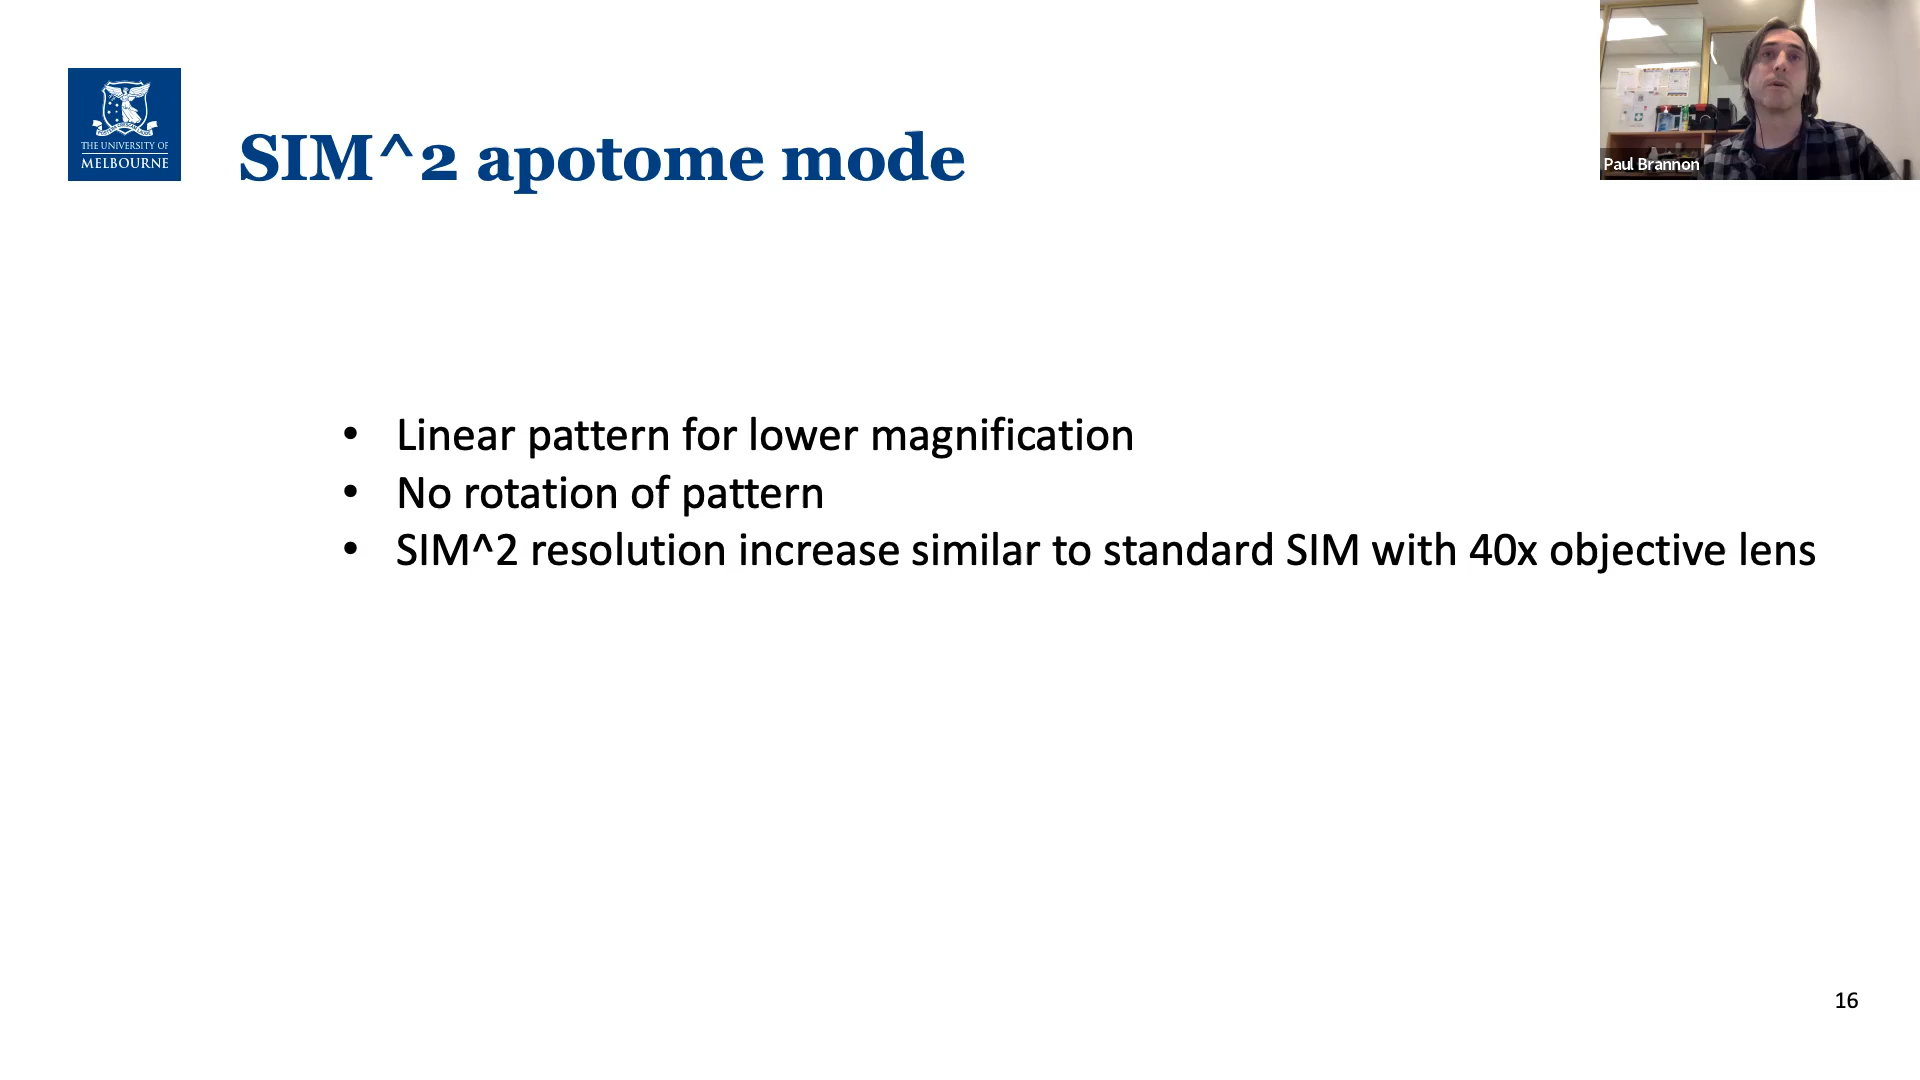 THE UNIVERSITY OF
MELBOURNE
SIM^2 apotome mode
Paul Brannon
• Linear pattern for lower magnification
• No rotation of pattern
• SIM^2 resolution increase similar to standard SIM with 40x objective lens
16